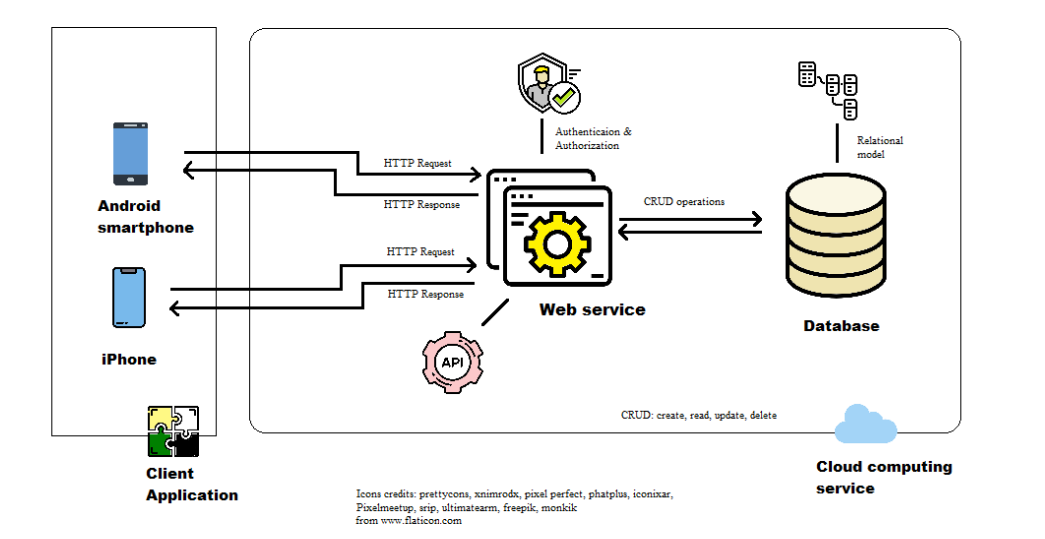 Authenticaion &
Authorization
Relational
model
HTTP Request
Android
smartphone
HTTP Response
CRUD operations
HTTP Request
HTTP Response
Web service
Database
iPhone
API
CRUD: create, read, update, delete
Client
Application
Cloud computing
service
Icons credits: prettycons, xnimrodx, pixel perfect, phatplus, iconixar,
Pixelmeetup, srip, ultimatearm, freepik, monkik
from www.flaticon.com